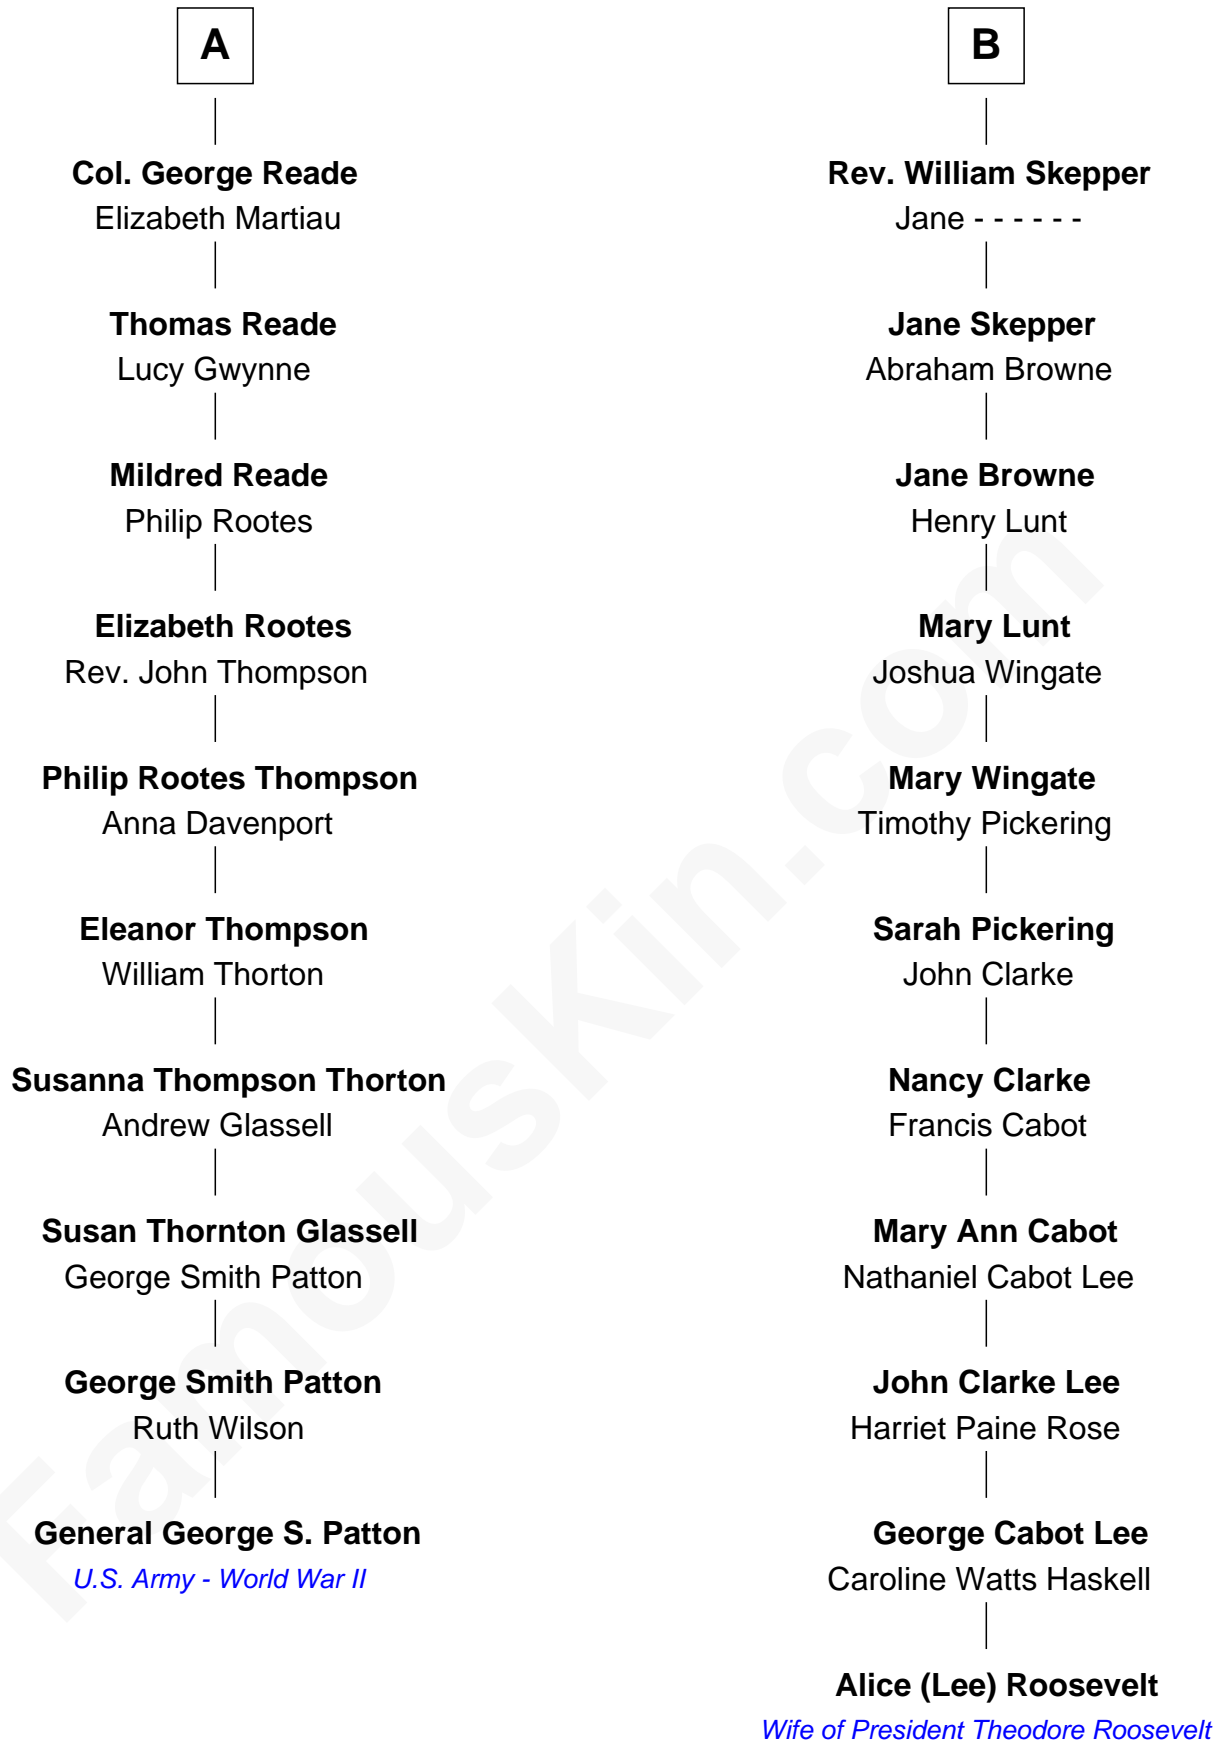 A
Col. George Reade
Elizabeth Martiau
Thomas Reade
Lucy Gwynne
Mildred Reade
Philip Rootes
Elizabeth Rootes
Rev. John Thompson
Philip Rootes Thompson
Anna Davenport
Eleanor Thompson
William Thorton
Susanna Thompson Thorton
Andrew Glassell
Susan Thornton Glassell
George Smith Patton
George Smith Patton
Ruth Wilson
General George S. Patton
U.S. Army - World War II
B
Rev. William Skepper
Jane - - - - - -
Jane Skepper
Abraham Browne
Jane Browne
Henry Lunt
Mary Lunt
Joshua Wingate
Mary Wingate
Timothy Pickering
Sarah Pickering
John Clarke
Nancy Clarke
Francis Cabot
Mary Ann Cabot
Nathaniel Cabot Lee
John Clarke Lee
Harriet Paine Rose
George Cabot Lee
Caroline Watts Haskell
Alice (Lee) Roosevelt
Wife of President Theodore Roosevelt
FamousKin.com